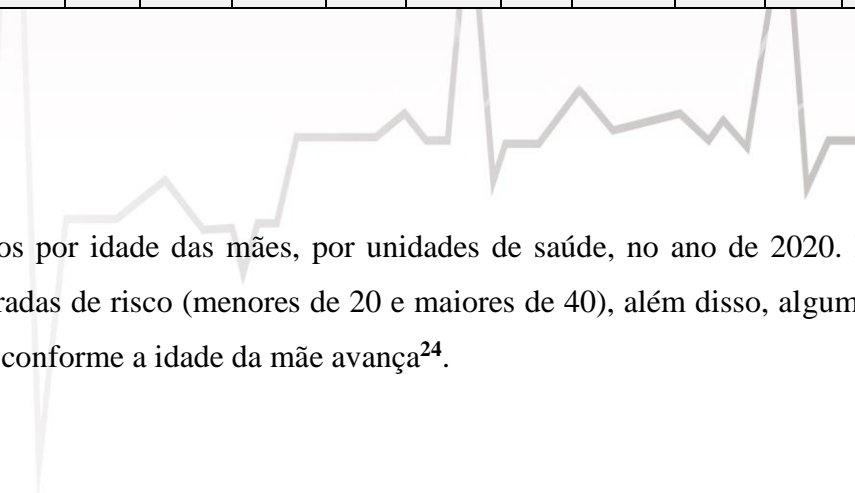 os por idade das mães, por unidades de saúde, no ano de 2020.
radas de risco (menores de 20 e maiores de 40), além disso, algum
conforme a idade da mãe avança²⁴.